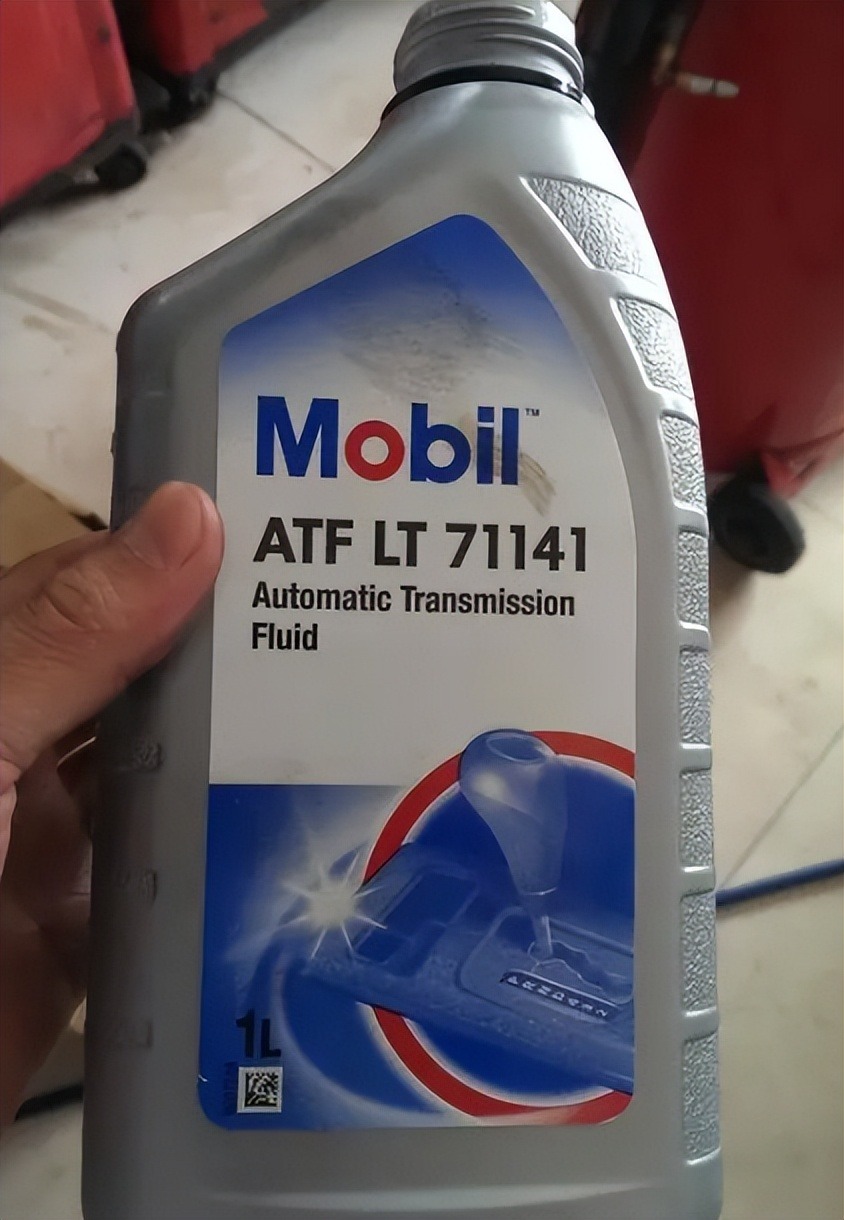 Mobil™
ATF LT 71141
Automatic Transmission
Fluid
1L